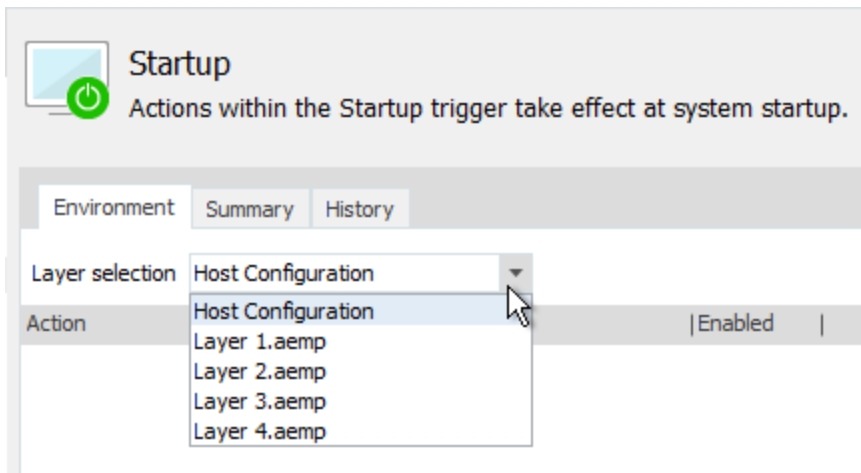 Startup
Actions within the Startup trigger take effect at system startup.
Environment Summary History
Layer selection Host Configuration
Host Configuration
Action |Enabled |
Layer 1.aemp
Layer 2.aemp
Layer 3.aemp
Layer 4.aemp